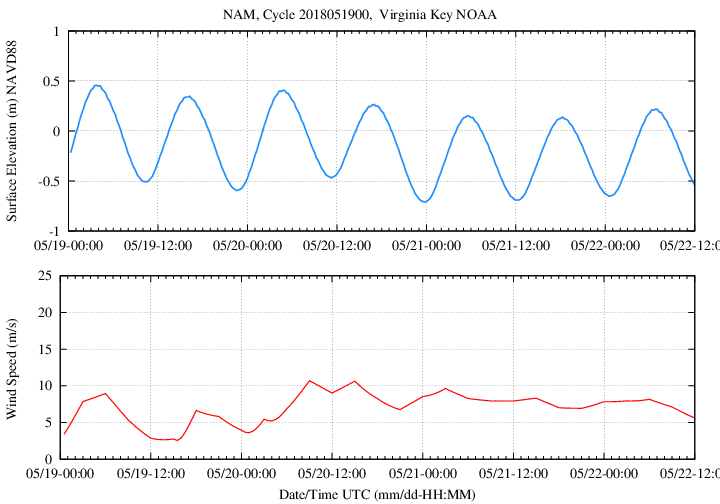 NAM, Cycle 2018051900,  Virginia Key NOAA
Surface Elevation (m) NAVD88
1
0.5
0
-0.5
-1
05/19-00:00 05/19-12:00 05/20-00:00 05/20-12:00 05/21-00:00 05/21-12:00 05/22-00:00 05/22-12:0
Wind Speed (m/s)
25
20
15
10
5
0
05/19-00:00 05/19-12:00 05/20-00:00 05/20-12:00 05/21-00:00 05/21-12:00 05/22-00:00 05/22-12:0
Date/Time UTC (mm/dd-HH:MM)